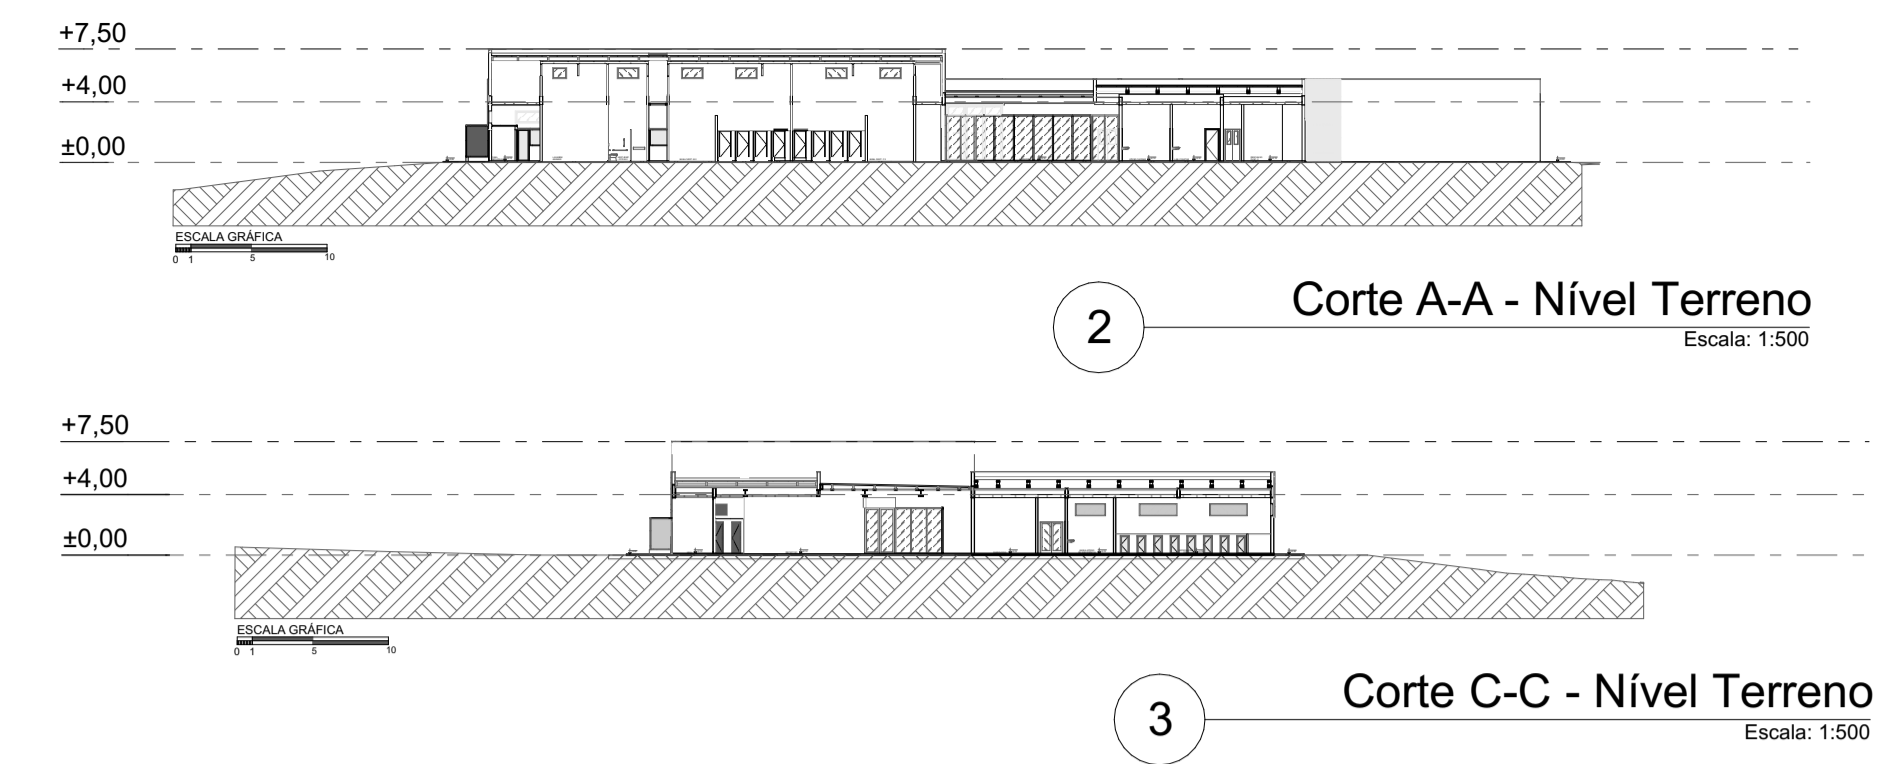 +7,50
+4,00
±0,00
ESCALA GRÁFICA
0 1 5 10
2
Corte A-A - Nível Terreno
Escala: 1:500
+7,50
+4,00
±0,00
ESCALA GRÁFICA
0 1 5 10
3
Corte C-C - Nível Terreno
Escala: 1:500